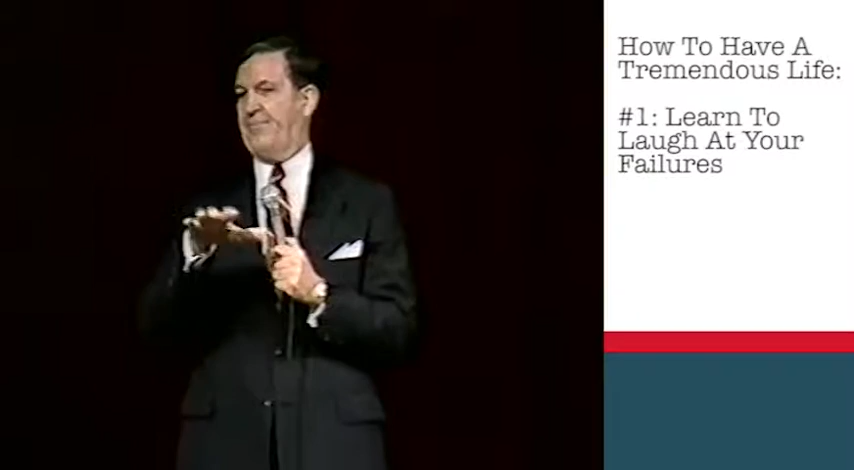 How To Have A
Tremendous Life:
#1: Learn To
Laugh At Your
Failures